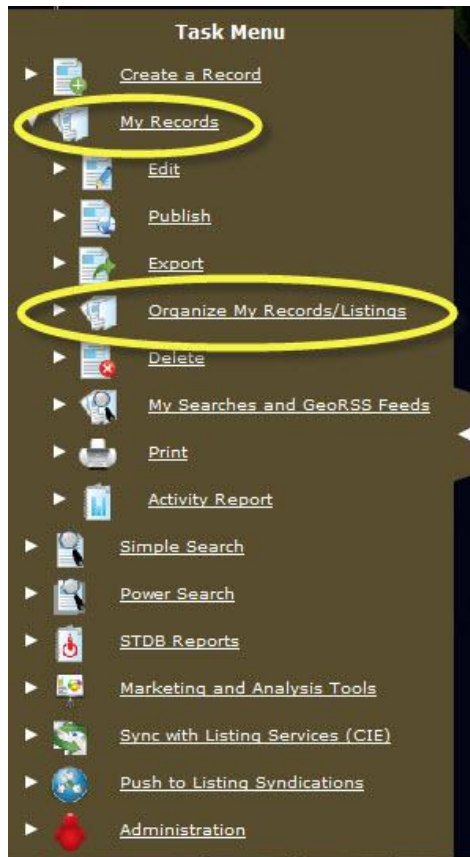 Task Menu
Create a Record
My Records
Edit
Publish
Export
Organize My Records/Listings
Delete
My Searches and GeoRSS Feeds
Print
Activity Report
Simple Search
Power Search
STDB Reports
Marketing and Analysis Tools
Sync with Listing Services (CIE)
Push to Listing Syndications
Administration